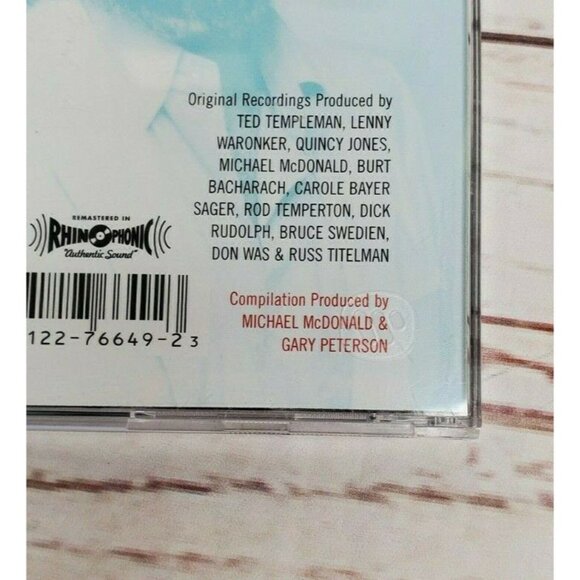 Original Recordings Produced by
TED TEMPLEMAN, LENNY
WARONKER, QUINCY JONES,
MICHAEL McDONALD, BURT
BACHARACH, CAROLE BAYER
SAGER, ROD TEMPERTON, DICK
RUDOLPH, BRUCE SWEDIEN,
DON WAS & RUSS TITELMAN
REMASTERED IN
RHINOPHONIC
"Authentic Sound"
Compilation Produced by
MICHAEL McDONALD &
GARY PETERSON
122-76649-2 3